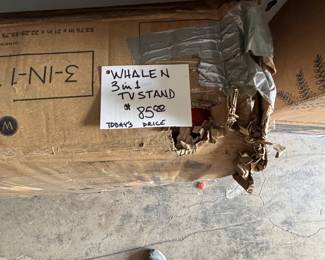 3-IN-1
"WHALEN
3 in 1
TV STAND
$ 85.00
TODAY'S PRICE
W